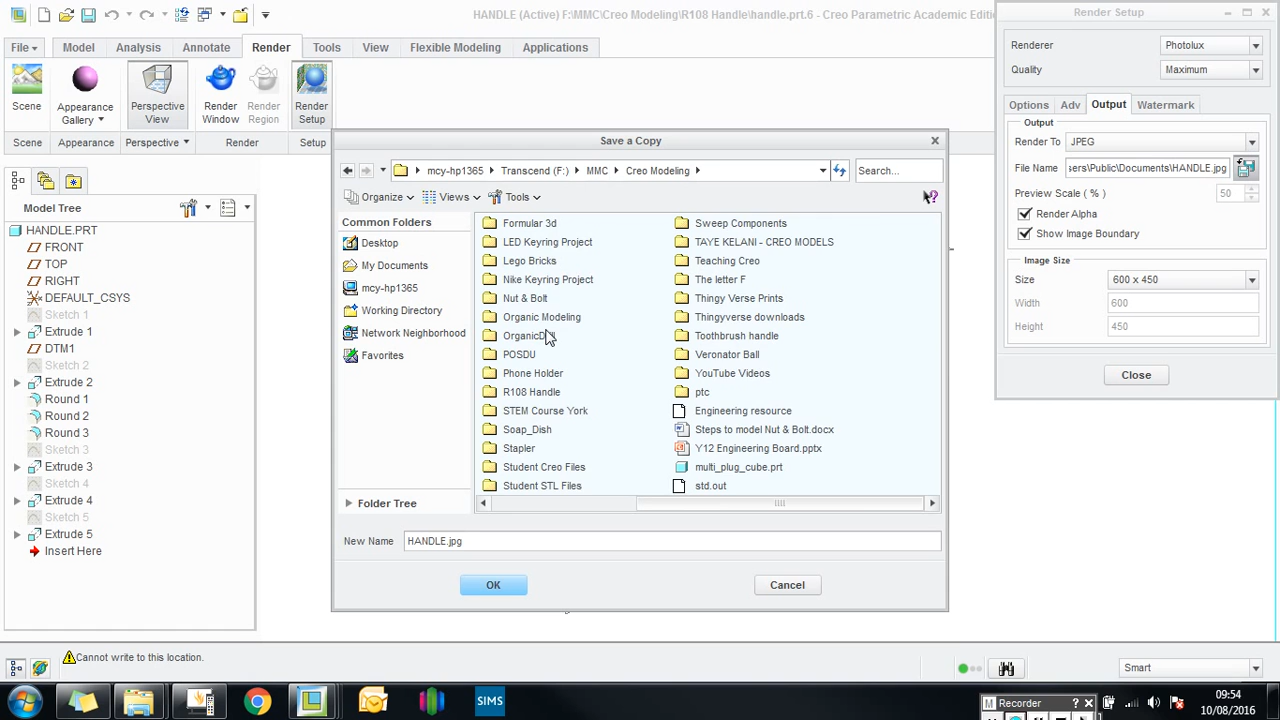 HANDLE (Active) F:\MMC\Creo Modeling\R108 Handle\handle.prt.6 - Creo Parametric Academic Editi
File
Model
Analysis
Annotate
Render
Tools
View
Flexible Modeling
Applications
Scene
Appearance Gallery
Perspective View
Render Window
Render Region
Render Setup
Scene
Appearance
Perspective
Render
Setup
Model Tree
HANDLE.PRT
FRONT
TOP
RIGHT
DEFAULT_CSYS
Sketch 1
Extrude 1
DTM1
Sketch 2
Extrude 2
Round 1
Round 2
Round 3
Sketch 3
Extrude 3
Sketch 4
Extrude 4
Sketch 5
Extrude 5
Insert Here
Save a Copy
mcy-hp1365
Transcend (F:)
MMC
Creo Modeling
Search...
Organize
Views
Tools
Common Folders
Desktop
My Documents
mcy-hp1365
Working Directory
Network Neighborhood
Favorites
Folder Tree
Formular 3d
LED Keyring Project
Lego Bricks
Nike Keyring Project
Nut & Bolt
Organic Modeling
POSDU
Phone Holder
R108 Handle
STEM Course York
Soap_Dish
Stapler
Student Creo Files
Student STL Files
Sweep Components
TAYE KELANI - CREO MODELS
Teaching Creo
The letter F
Thingy Verse Prints
Thingyverse downloads
Toothbrush handle
Veronator Ball
YouTube Videos
ptc
Engineering resource
Steps to model Nut & Bolt.docx
Y12 Engineering Board.pptx
multi_plug_cube.prt
std.out
New Name
HANDLE.jpg
OK
Cancel
Render Setup
Renderer
Photolux
Quality
Maximum
Options
Adv
Output
Watermark
Output
Render To
JPEG
File Name
sers\Public\Documents\HANDLE.jpg
Preview Scale ( % )
50
Render Alpha
Show Image Boundary
Image Size
Size
600 x 450
Width
600
Height
450
Close
Cannot write to this location.
Smart
SIMS
Recorder
09:54
10/08/2016